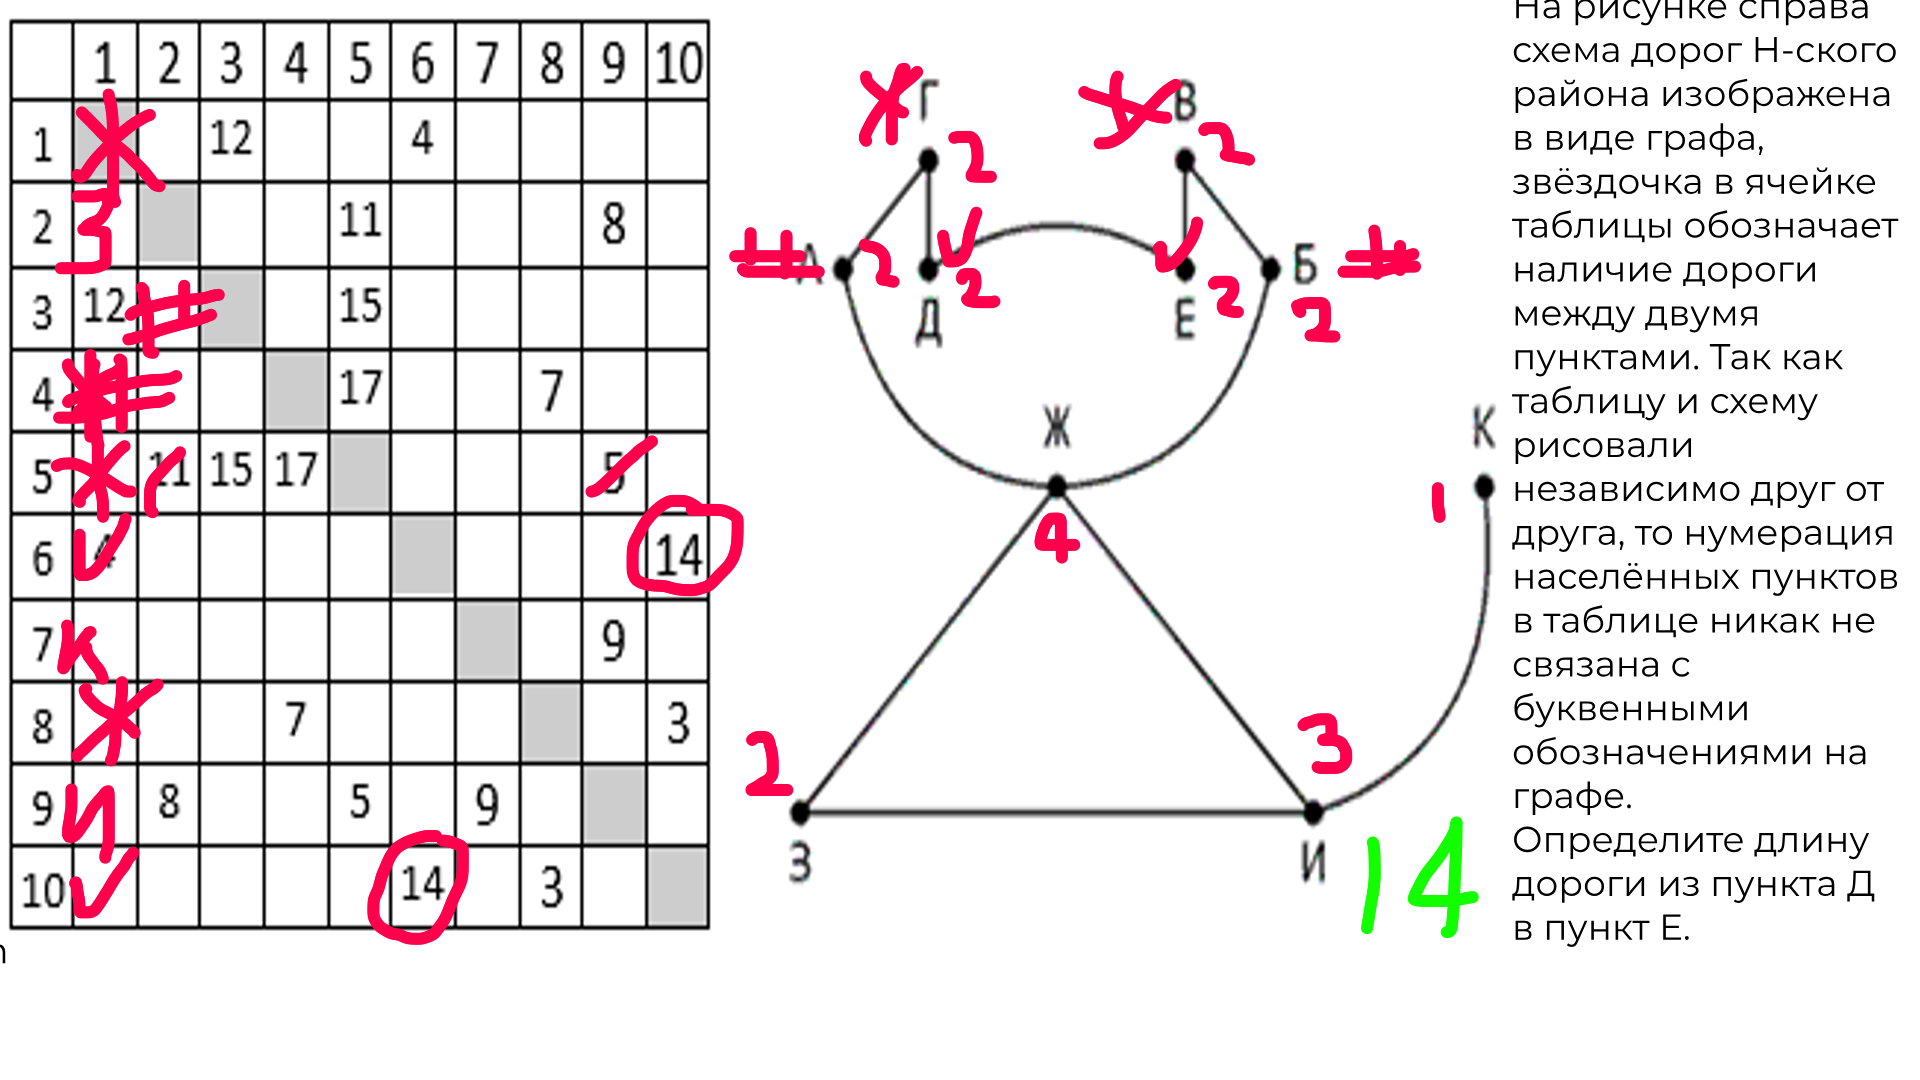 1 2 3 4 5 6 7 8 9 10
1 12 4
2 3 11 8
3 12 # 15
4 # 17 7
5 * 11 15 17 5
6 4 14
7 К 9
8 * 7 3
9 И 8 5 9
10 14 3
Г В
2 2
А 2 Д 2 Е 2 Б 2
Ж К
4 1
2 3
З И
14
На рисунке справа
схема дорог Н-ского
района изображена
в виде графа,
звёздочка в ячейке
таблицы обозначает
наличие дороги
между двумя
пунктами. Так как
таблицу и схему
рисовали
независимо друг от
друга, то нумерация
населённых пунктов
в таблице никак не
связана с
буквенными
обозначениями на
графе.
Определите длину
дороги из пункта Д
в пункт Е.